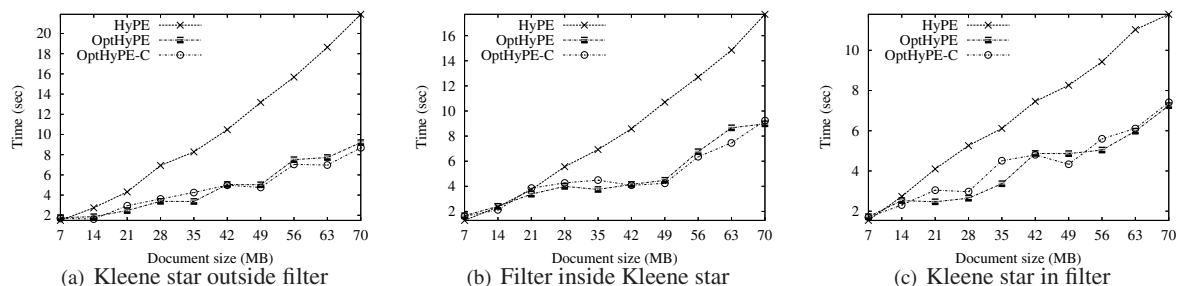 20
18
16
14
12
10
8
6
4
2
Time (sec)
HyPE
OptHyPE
OptHyPE-C
7 14 21 28 35 42 49 56 63 70
Document size (MB)
(a) Kleene star outside filter
16
14
12
10
8
6
4
2
Time (sec)
HyPE
OptHyPE
OptHyPE-C
7 14 21 28 35 42 49 56 63 70
Document size (MB)
(b) Filter inside Kleene star
10
8
6
4
2
Time (sec)
HyPE
OptHyPE
OptHyPE-C
7 14 21 28 35 42 49 56 63 70
Document size (MB)
(c) Kleene star in filter